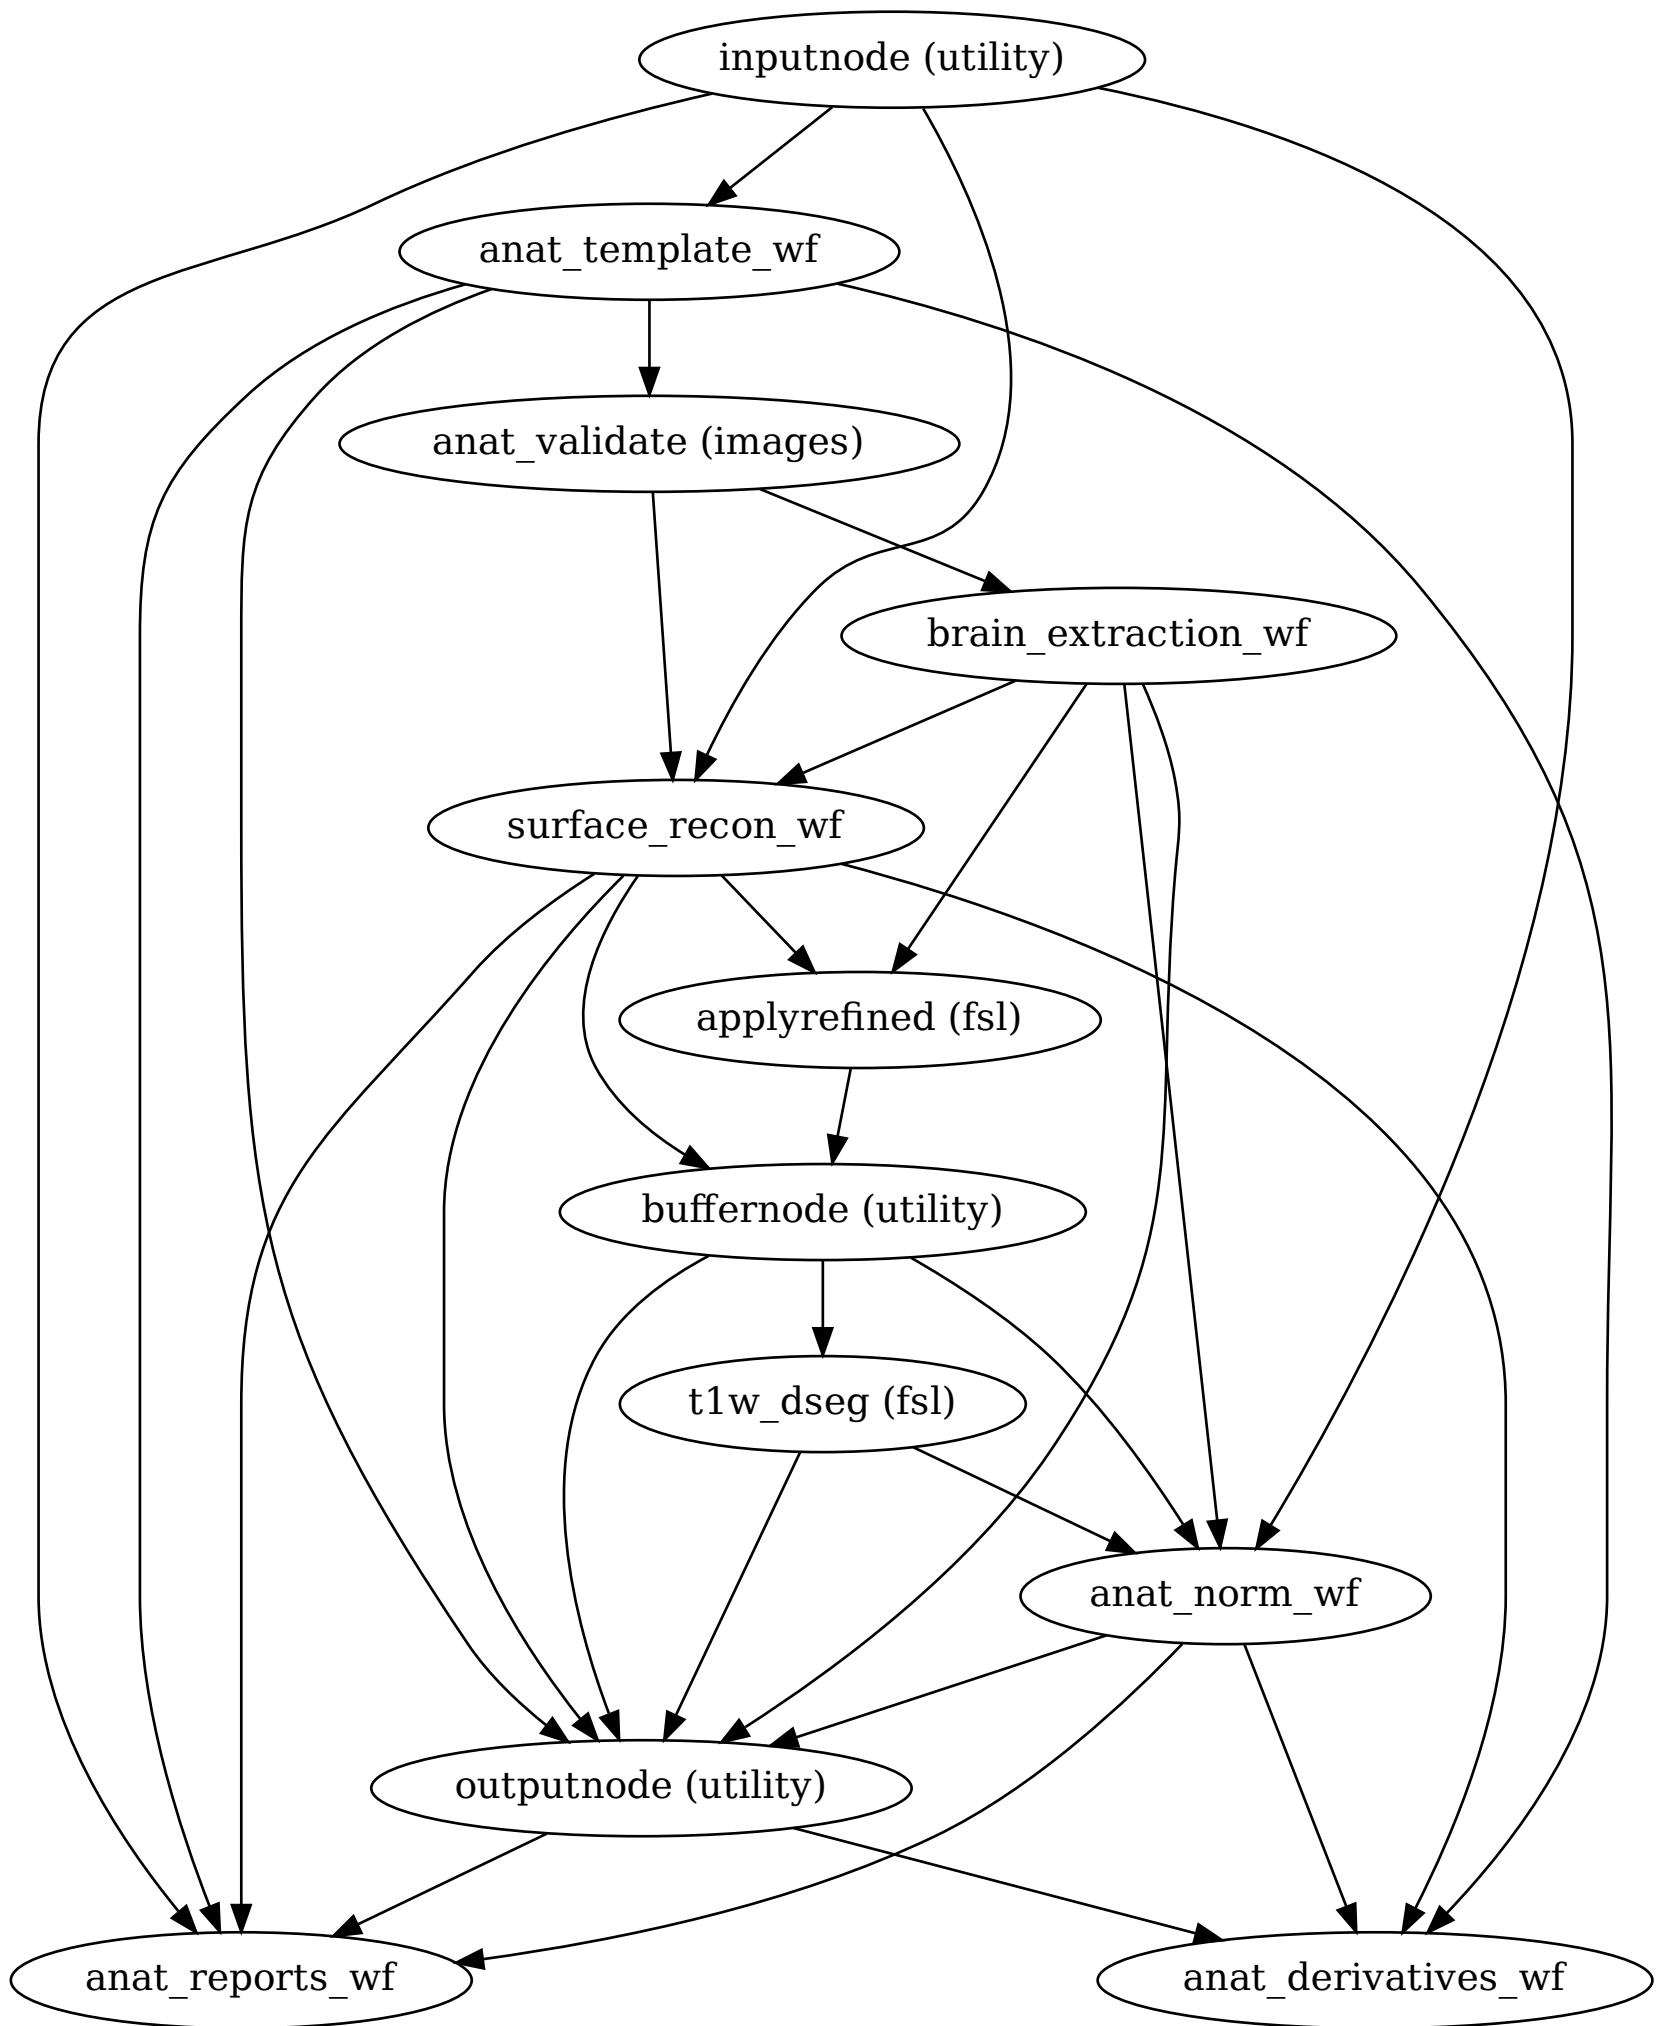 inputnode (utility)
anat_template_wf
anat_validate (images)
brain_extraction_wf
surface_recon_wf
applyrefined (fsl)
buffernode (utility)
t1w_dseg (fsl)
anat_norm_wf
outputnode (utility)
anat_reports_wf
anat_derivatives_wf